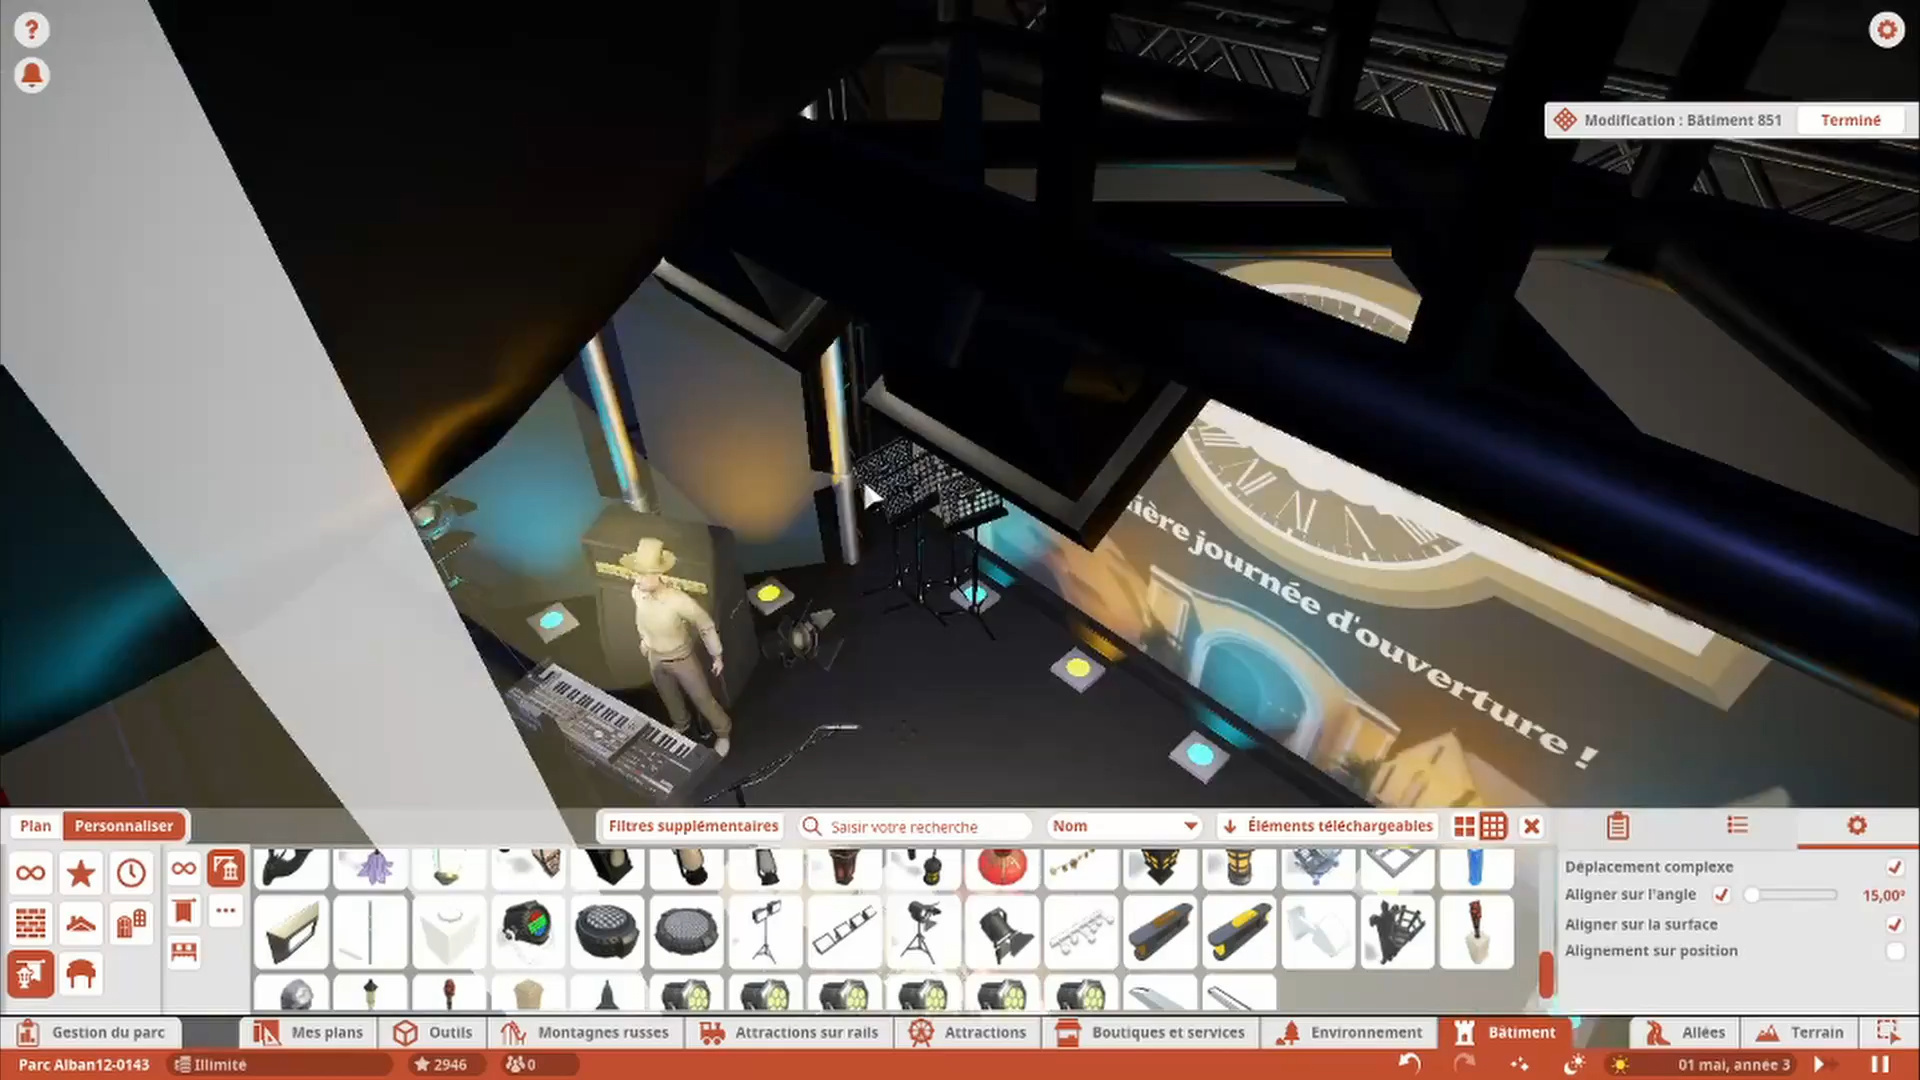 ?
Modification : Bâtiment 851
Terminé
ière journée d'ouverture !
Plan
Personnaliser
Filtres supplémentaires
Saisir votre recherche
Nom
Éléments téléchargeables
Déplacement complexe
Aligner sur l'angle
15,00°
Aligner sur la surface
Alignement sur position
Gestion du parc
Mes plans
Outils
Montagnes russes
Attractions sur rails
Attractions
Boutiques et services
Environnement
Bâtiment
Allées
Terrain
Parc Alban12-0143
Illimité
2946
0
01 mai, année 3